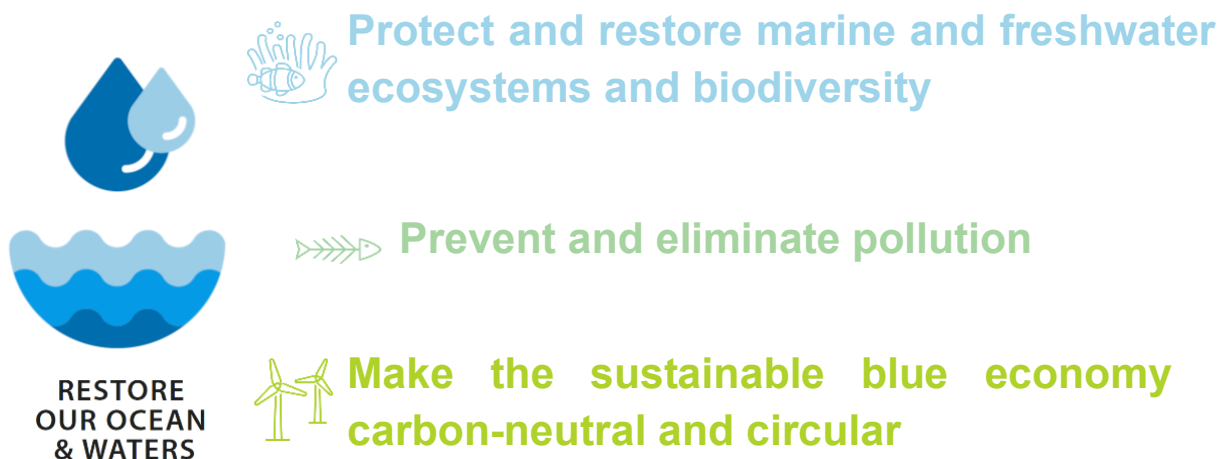 Protect and restore marine and freshwater
ecosystems and biodiversity
Prevent and eliminate pollution
Make the sustainable blue economy
carbon-neutral and circular
RESTORE
OUR OCEAN
& WATERS